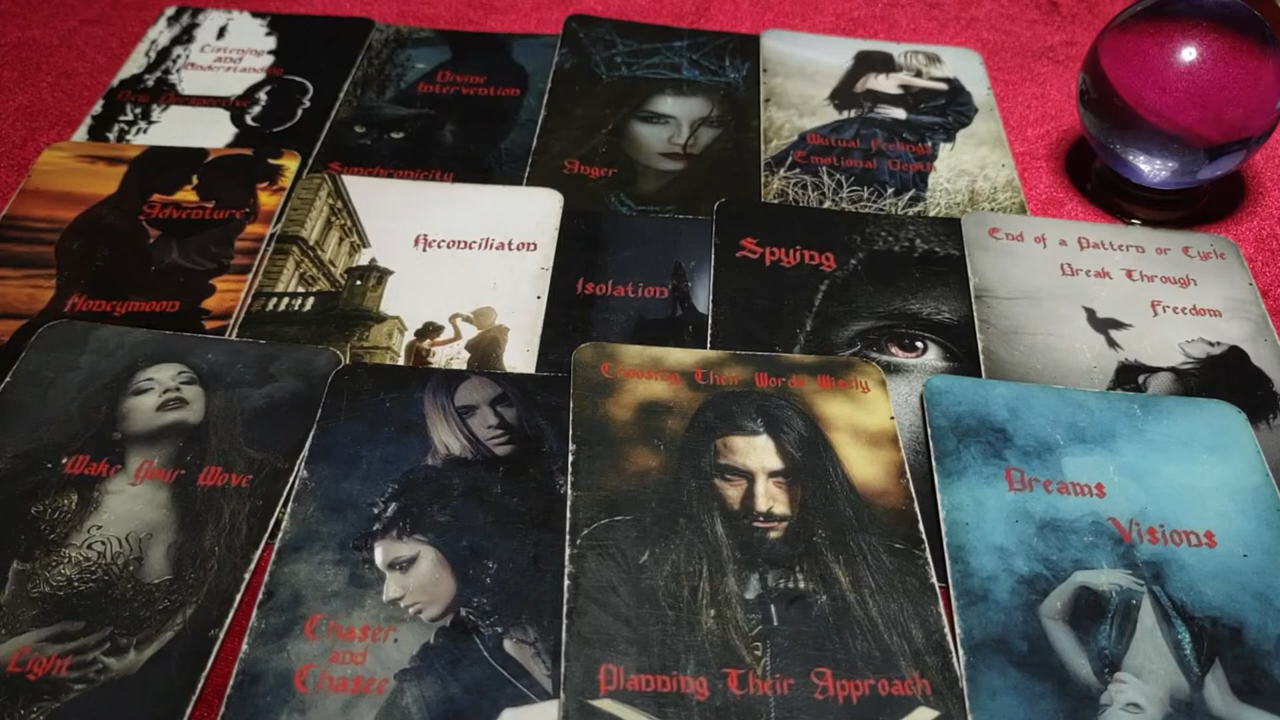 Listening
and
Understanding
New Perspective
Divine
Intervention
Synchronicity
Anger
Mutual Feelings
Emotional Depth
Adventure
Honeymoon
Reconciliaton
Isolation
Spying
End of a Pattern or Cycle
Break Through
Freedom
Make Your Move
Light
Chaser
and
Chasee
Choosing Their Words Wisely
Planning Their Approach
Dreams
Visions